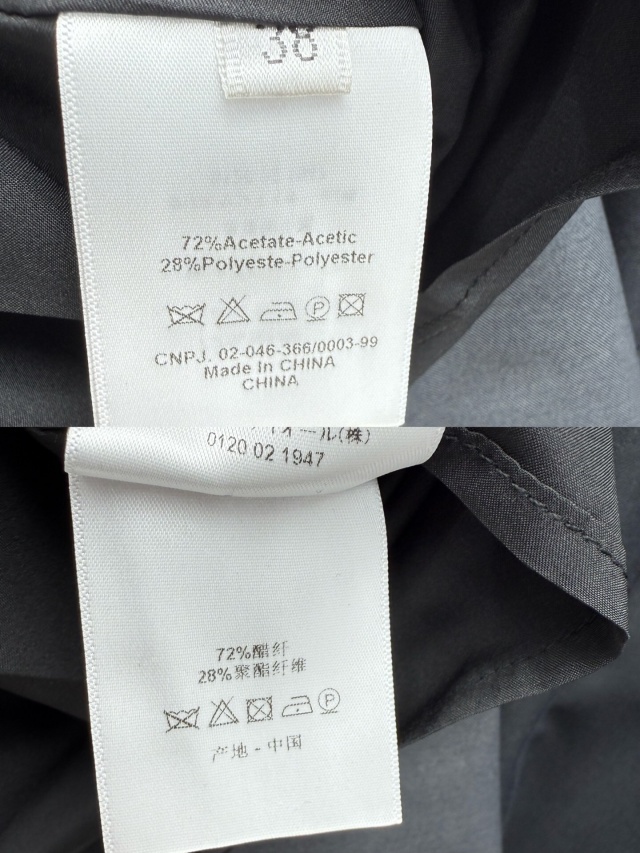 38
72%Acetate-Acetic
28%Polyeste-Polyester
P
CNPJ. 02-046-366/0003-99
Made In CHINA
CHINA
オール(株)
0120 02 1947
72%醋纤
28%聚酯纤维
P
产地-中国